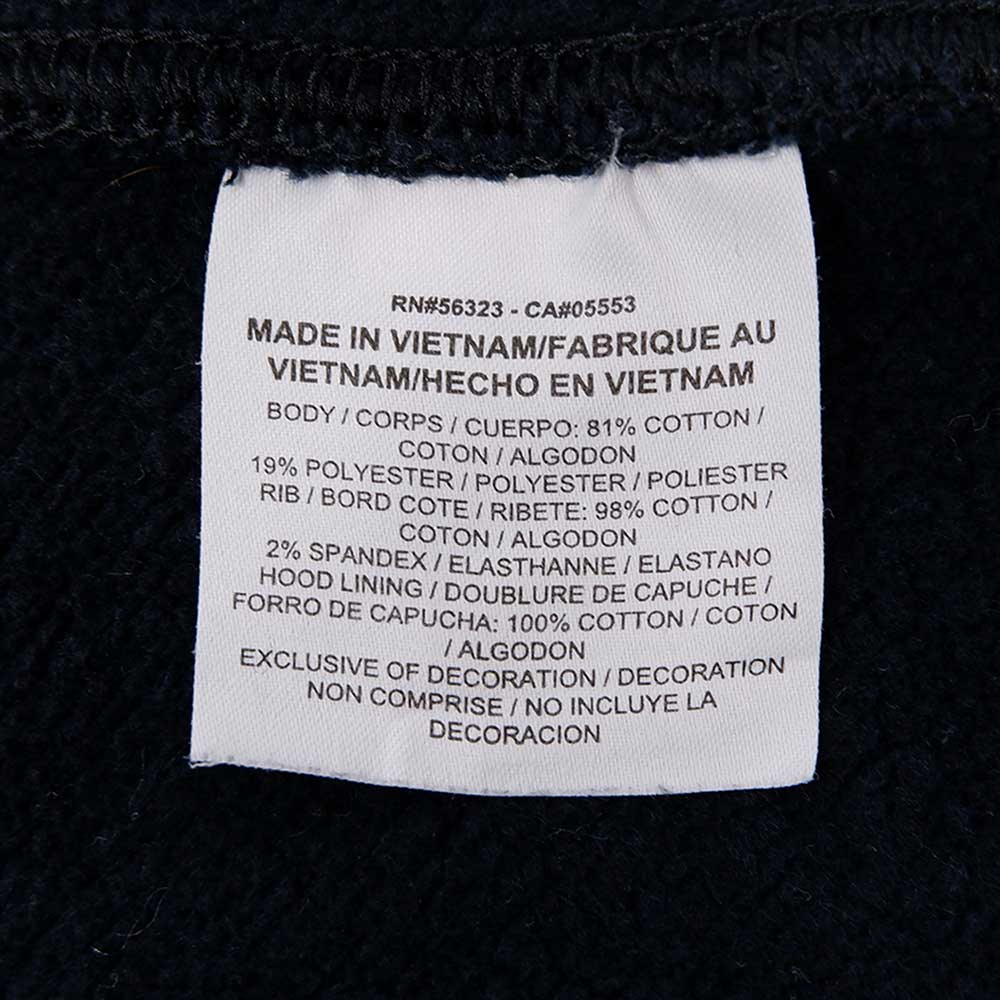 RN#56323 - CA#05553
MADE IN VIETNAM/FABRIQUE AU
VIETNAM/HECHO EN VIETNAM
BODY / CORPS / CUERPO: 81% COTTON /
COTON / ALGODON
19% POLYESTER / POLYESTER / POLIESTER
RIB / BORD COTE / RIBETE: 98% COTTON /
COTON / ALGODON
2% SPANDEX / ELASTHANNE / ELASTANO
HOOD LINING / DOUBLURE DE CAPUCHE /
FORRO DE CAPUCHA: 100% COTTON / COTON
/ ALGODON
EXCLUSIVE OF DECORATION / DECORATION
NON COMPRISE / NO INCLUYE LA
DECORACION